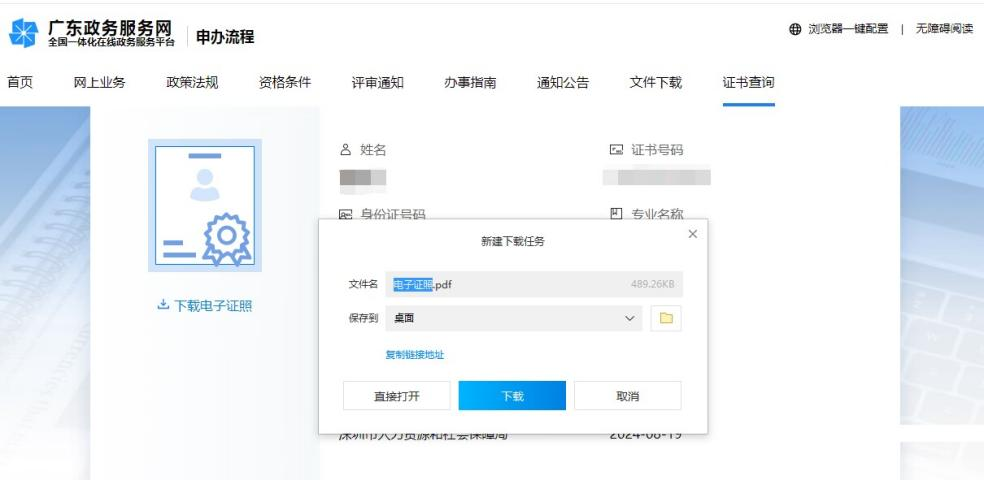 广东政务服务网
全国一体化在线政务服务平台
申办流程
浏览器一键配置 | 无障碍阅读
首页 网上业务 政策法规 资格条件 评审通知 办事指南 通知公告 文件下载 证书查询
姓名 证书号码
身份证号码 专业名称
新建下载任务
文件名 电子证照.pdf 489.26KB
下载电子证照
保存到 桌面
复制链接地址
直接打开 下载 取消
深圳市人力资源和社会保障局 2024-08-19